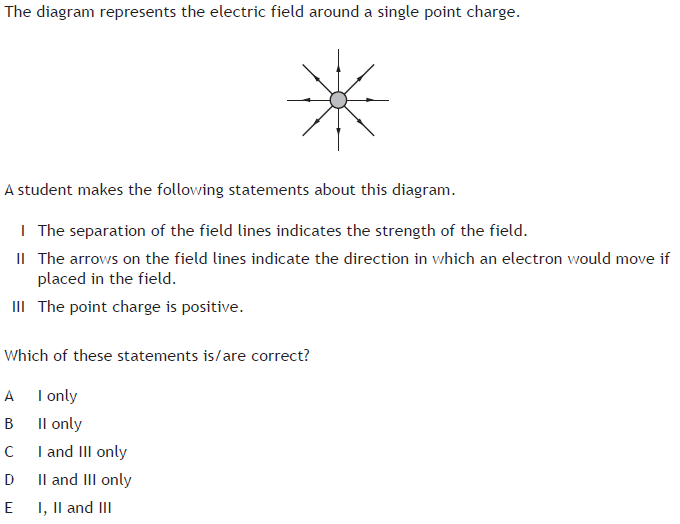 The diagram represents the electric field around a single point charge.
A student makes the following statements about this diagram.
I The separation of the field lines indicates the strength of the field.
II The arrows on the field lines indicate the direction in which an electron would move if
placed in the field.
III The point charge is positive.
Which of these statements is/are correct?
A I only
B II only
C I and III only
D II and III only
E I, II and III